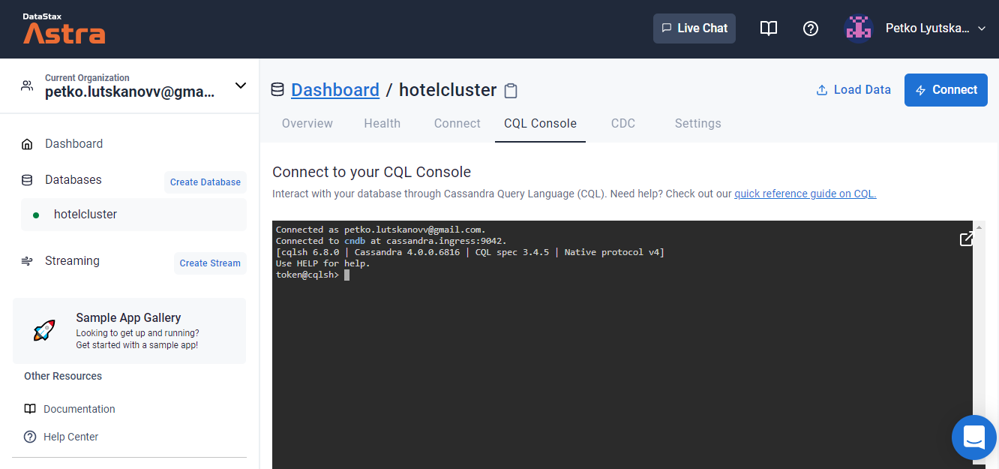 DataStax
Astra
Live Chat
Petko Lyutska...
Current Organization
petko.lutskanovv@gma...
Dashboard
Databases
Create Database
hotelcluster
Streaming
Create Stream
Sample App Gallery
Looking to get up and running?
Get started with a sample app!
Other Resources
Documentation
Help Center
Dashboard / hotelcluster
Load Data
Connect
Overview
Health
Connect
CQL Console
CDC
Settings
Connect to your CQL Console
Interact with your database through Cassandra Query Language (CQL). Need help? Check out our quick reference guide on CQL.
Connected as petko.lutskanovv@gmail.com.
Connected to cndb at cassandra.ingress:9042.
[cqlsh 6.8.0 | Cassandra 4.0.0.6816 | CQL spec 3.4.5 | Native protocol v4]
Use HELP for help.
token@cqlsh>